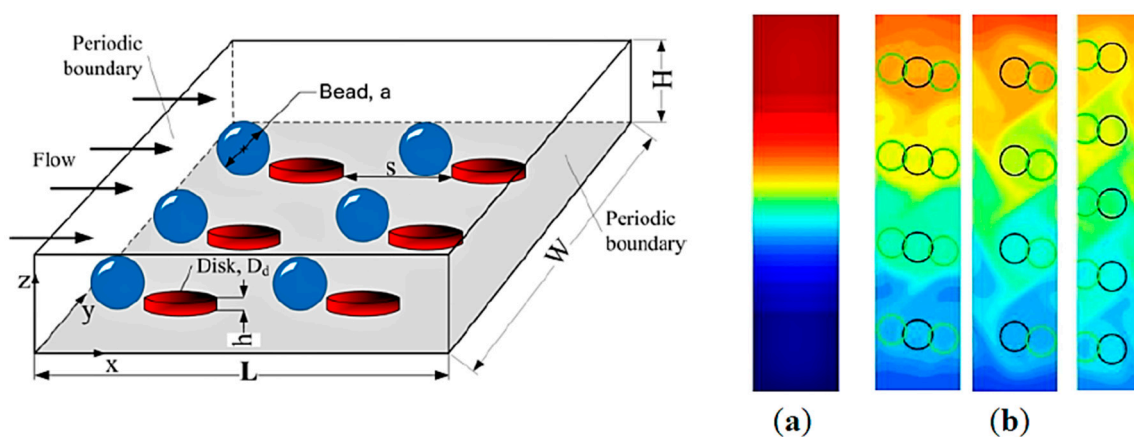 Periodic
boundary
Bead, a
H
Flow
S
Periodic
boundary
W
Disk, Dd
z
y
h
x
L
(a)
(b)